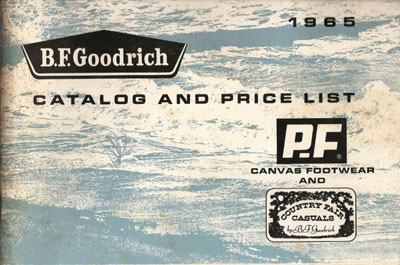 1965
B.F.Goodrich
CATALOG AND PRICE LIST
P.F®
CANVAS FOOTWEAR
AND
COUNTRY FAIR
CASUALS
by B.F. Goodrich